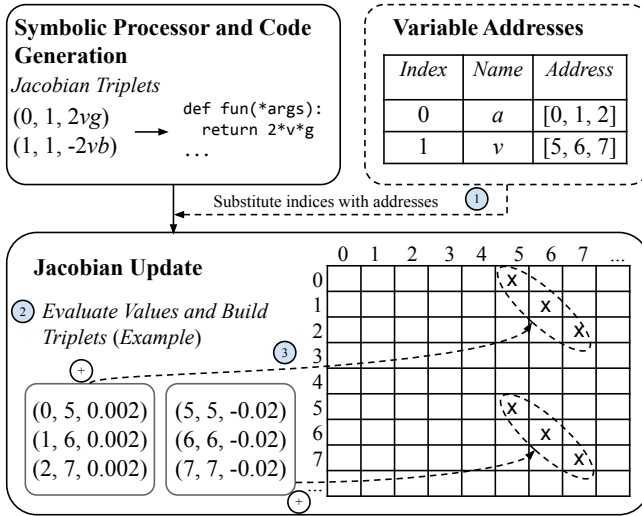 Symbolic Processor and Code
Generation
Jacobian Triplets
(0, 1, 2vg)
(1, 1, -2vb)
def fun(*args):
return 2*v*g
...
Variable Addresses
Index Name Address
0 a [0, 1, 2]
1 v [5, 6, 7]
Substitute indices with addresses
1
Jacobian Update
2 Evaluate Values and Build
Triplets (Example)
3
+
(0, 5, 0.002)
(1, 6, 0.002)
(2, 7, 0.002)
(5, 5, -0.02)
(6, 6, -0.02)
(7, 7, -0.02)
+
0 1 2 3 4 5 6 7 ...
0 x
1 x
2 x
3
4
5 x
6 x
7 x
...